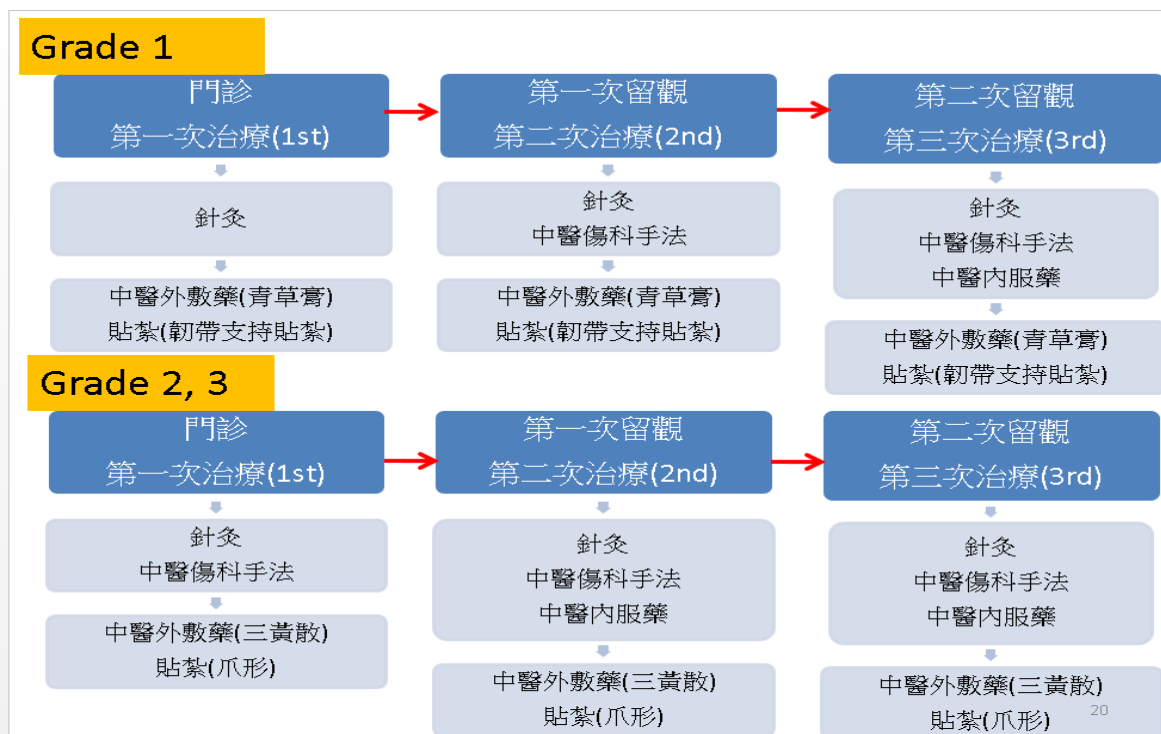 Grade 1
門診
第一次治療(1st)
針灸
中醫外敷藥(青草膏)
貼紮(韌帶支持貼紮)
第一次留觀
第二次治療(2nd)
針灸
中醫傷科手法
中醫外敷藥(青草膏)
貼紮(韌帶支持貼紮)
第二次留觀
第三次治療(3rd)
針灸
中醫傷科手法
中醫內服藥
中醫外敷藥(青草膏)
貼紮(韌帶支持貼紮)
Grade 2, 3
門診
第一次治療(1st)
針灸
中醫傷科手法
中醫外敷藥(三黃散)
貼紮(爪形)
第一次留觀
第二次治療(2nd)
針灸
中醫傷科手法
中醫內服藥
中醫外敷藥(三黃散)
貼紮(爪形)
第二次留觀
第三次治療(3rd)
針灸
中醫傷科手法
中醫內服藥
中醫外敷藥(三黃散)
貼紮(爪形)
20